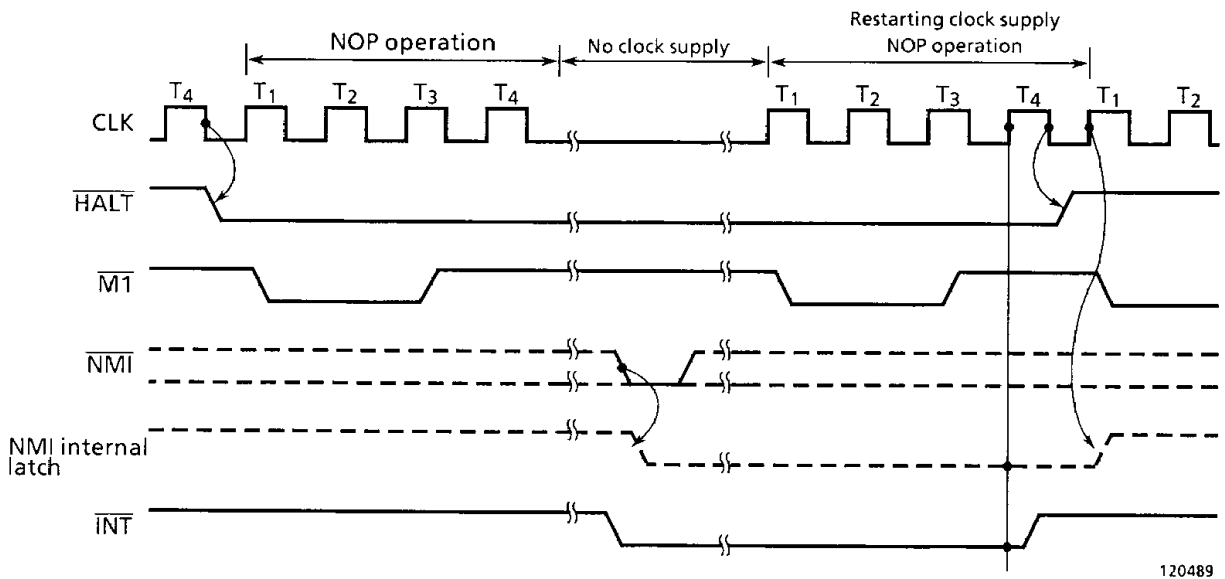 Restarting clock supply
NOP operation No clock supply NOP operation
T4 T1 T2 T3 T4 T1 T2 T3 T4 T1 T2
CLK
HALT
M1
NMI
NMI internal
latch
INT
120489